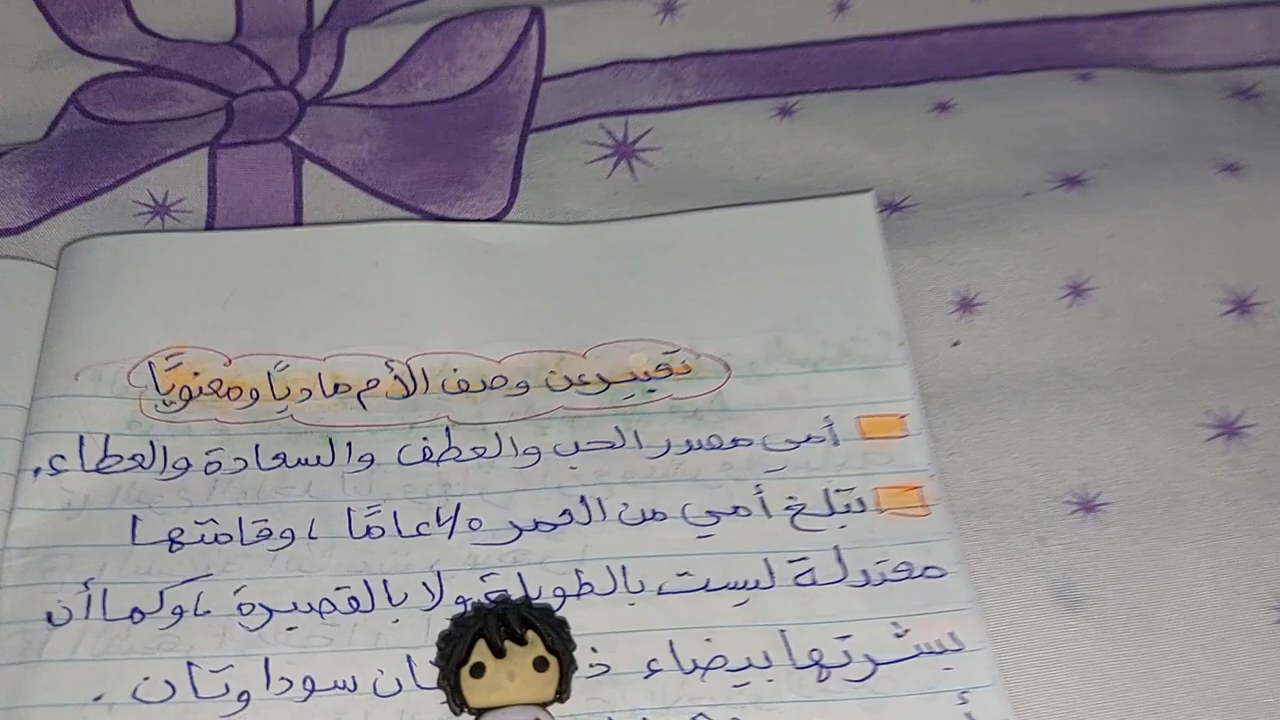 تعبير عن وصف الأم ماديًا ومعنويًا
أمي مصدر الحب والعطف والسعادة والعطاء.
تبلغ أمي من العمر ٤٥ عامًا، وقامتها
معتدلة ليست بالطويلة ولا بالقصيرة، وكما أن
بشرتها بيضاء سوداوتان.